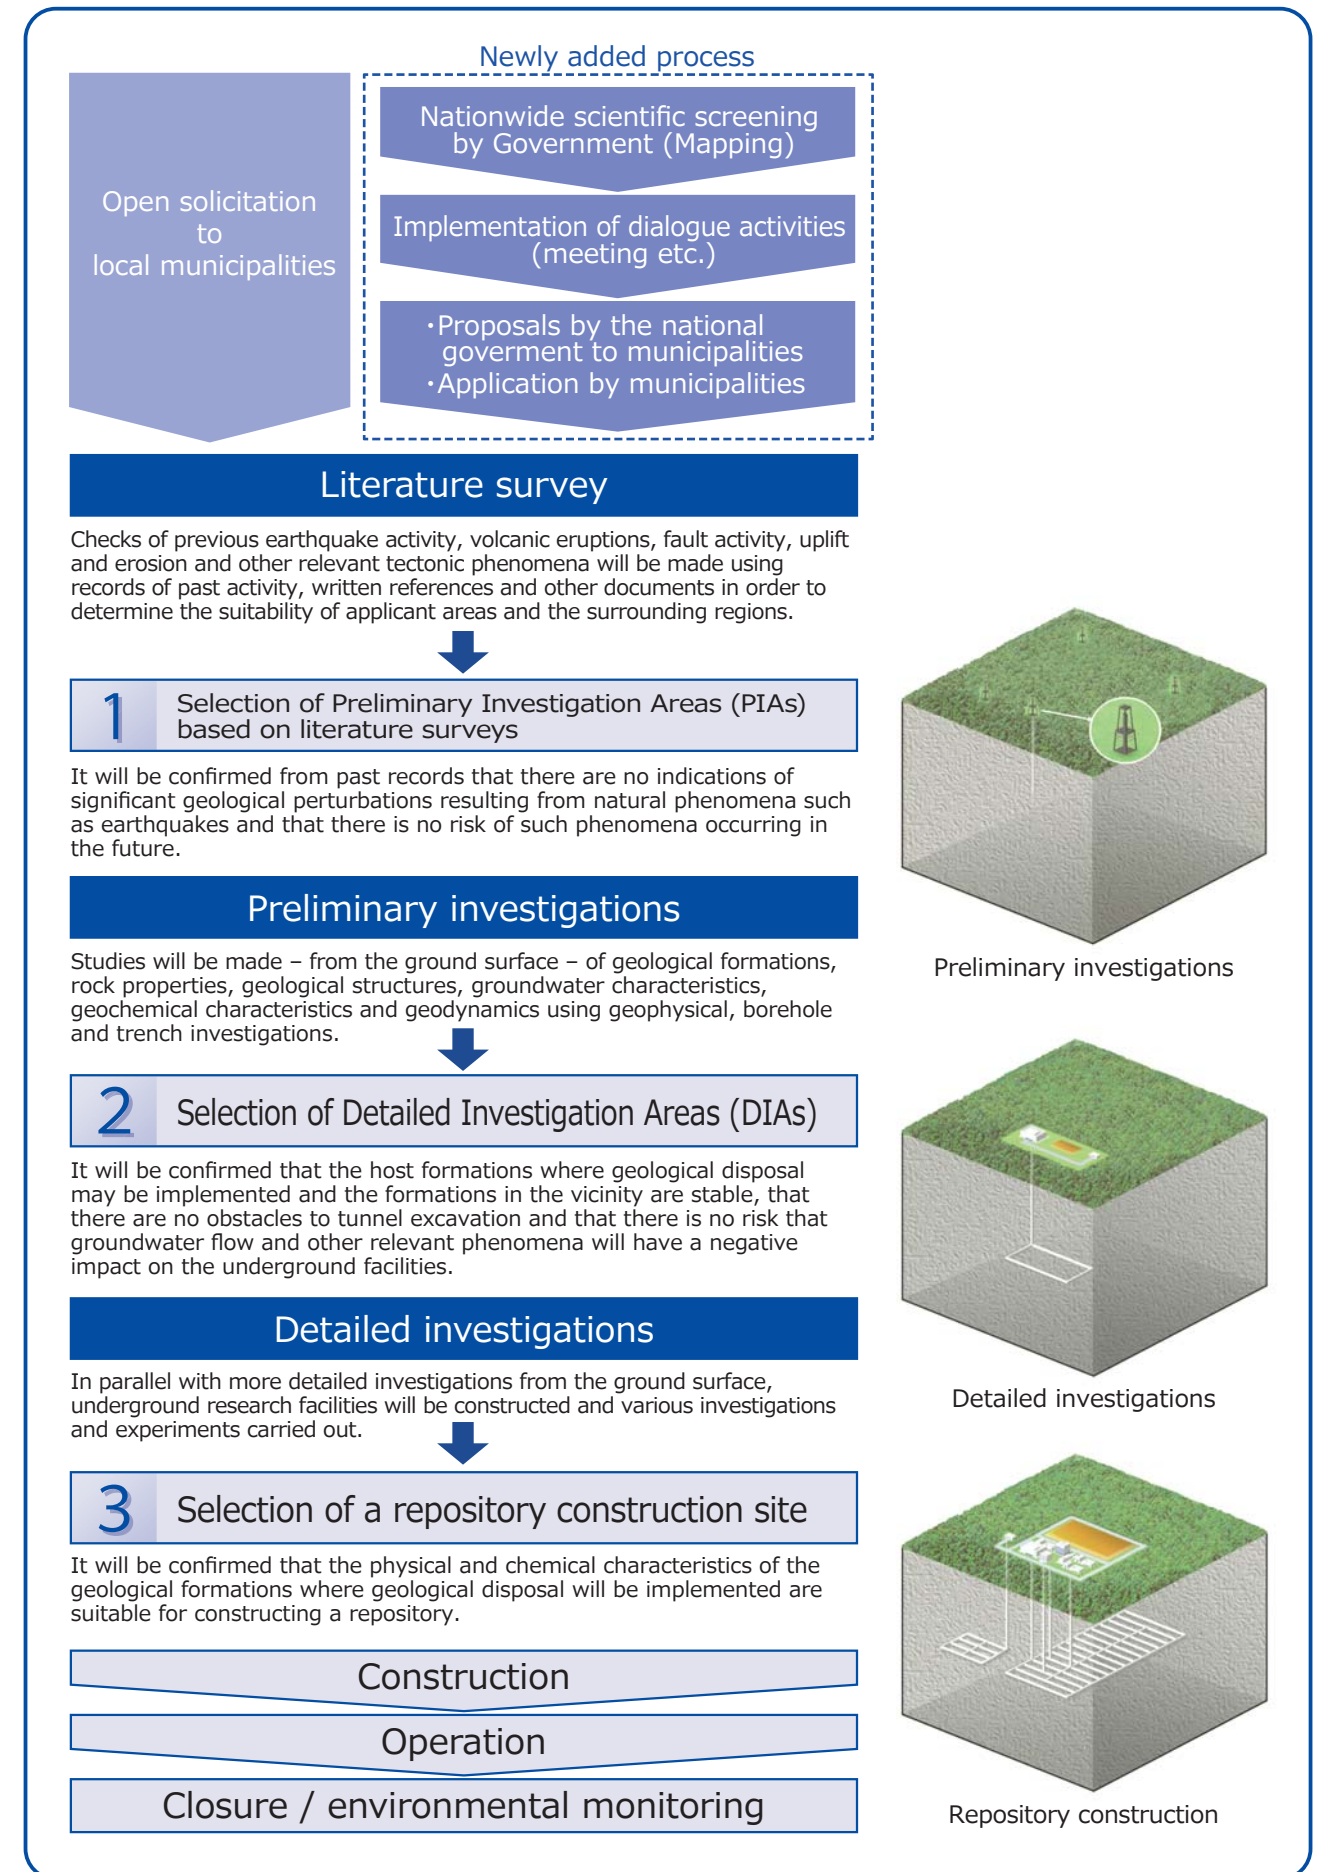 Newly added process
Open solicitation
to
local municipalities
Nationwide scientific screening
by Government (Mapping)
Implementation of dialogue activities
(meeting etc.)
・Proposals by the national
goverment to municipalities
・Application by municipalities
Literature survey
Checks of previous earthquake activity, volcanic eruptions, fault activity, uplift
and erosion and other relevant tectonic phenomena will be made using
records of past activity, written references and other documents in order to
determine the suitability of applicant areas and the surrounding regions.
1 Selection of Preliminary Investigation Areas (PIAs)
based on literature surveys
It will be confirmed from past records that there are no indications of
significant geological perturbations resulting from natural phenomena such
as earthquakes and that there is no risk of such phenomena occurring in
the future.
Preliminary investigations
Studies will be made – from the ground surface – of geological formations,
rock properties, geological structures, groundwater characteristics,
geochemical characteristics and geodynamics using geophysical, borehole
and trench investigations.
Preliminary investigations
2 Selection of Detailed Investigation Areas (DIAs)
It will be confirmed that the host formations where geological disposal
may be implemented and the formations in the vicinity are stable, that
there are no obstacles to tunnel excavation and that there is no risk that
groundwater flow and other relevant phenomena will have a negative
impact on the underground facilities.
Detailed investigations
In parallel with more detailed investigations from the ground surface,
underground research facilities will be constructed and various investigations
and experiments carried out.
Detailed investigations
3 Selection of a repository construction site
It will be confirmed that the physical and chemical characteristics of the
geological formations where geological disposal will be implemented are
suitable for constructing a repository.
Construction
Operation
Closure / environmental monitoring
Repository construction